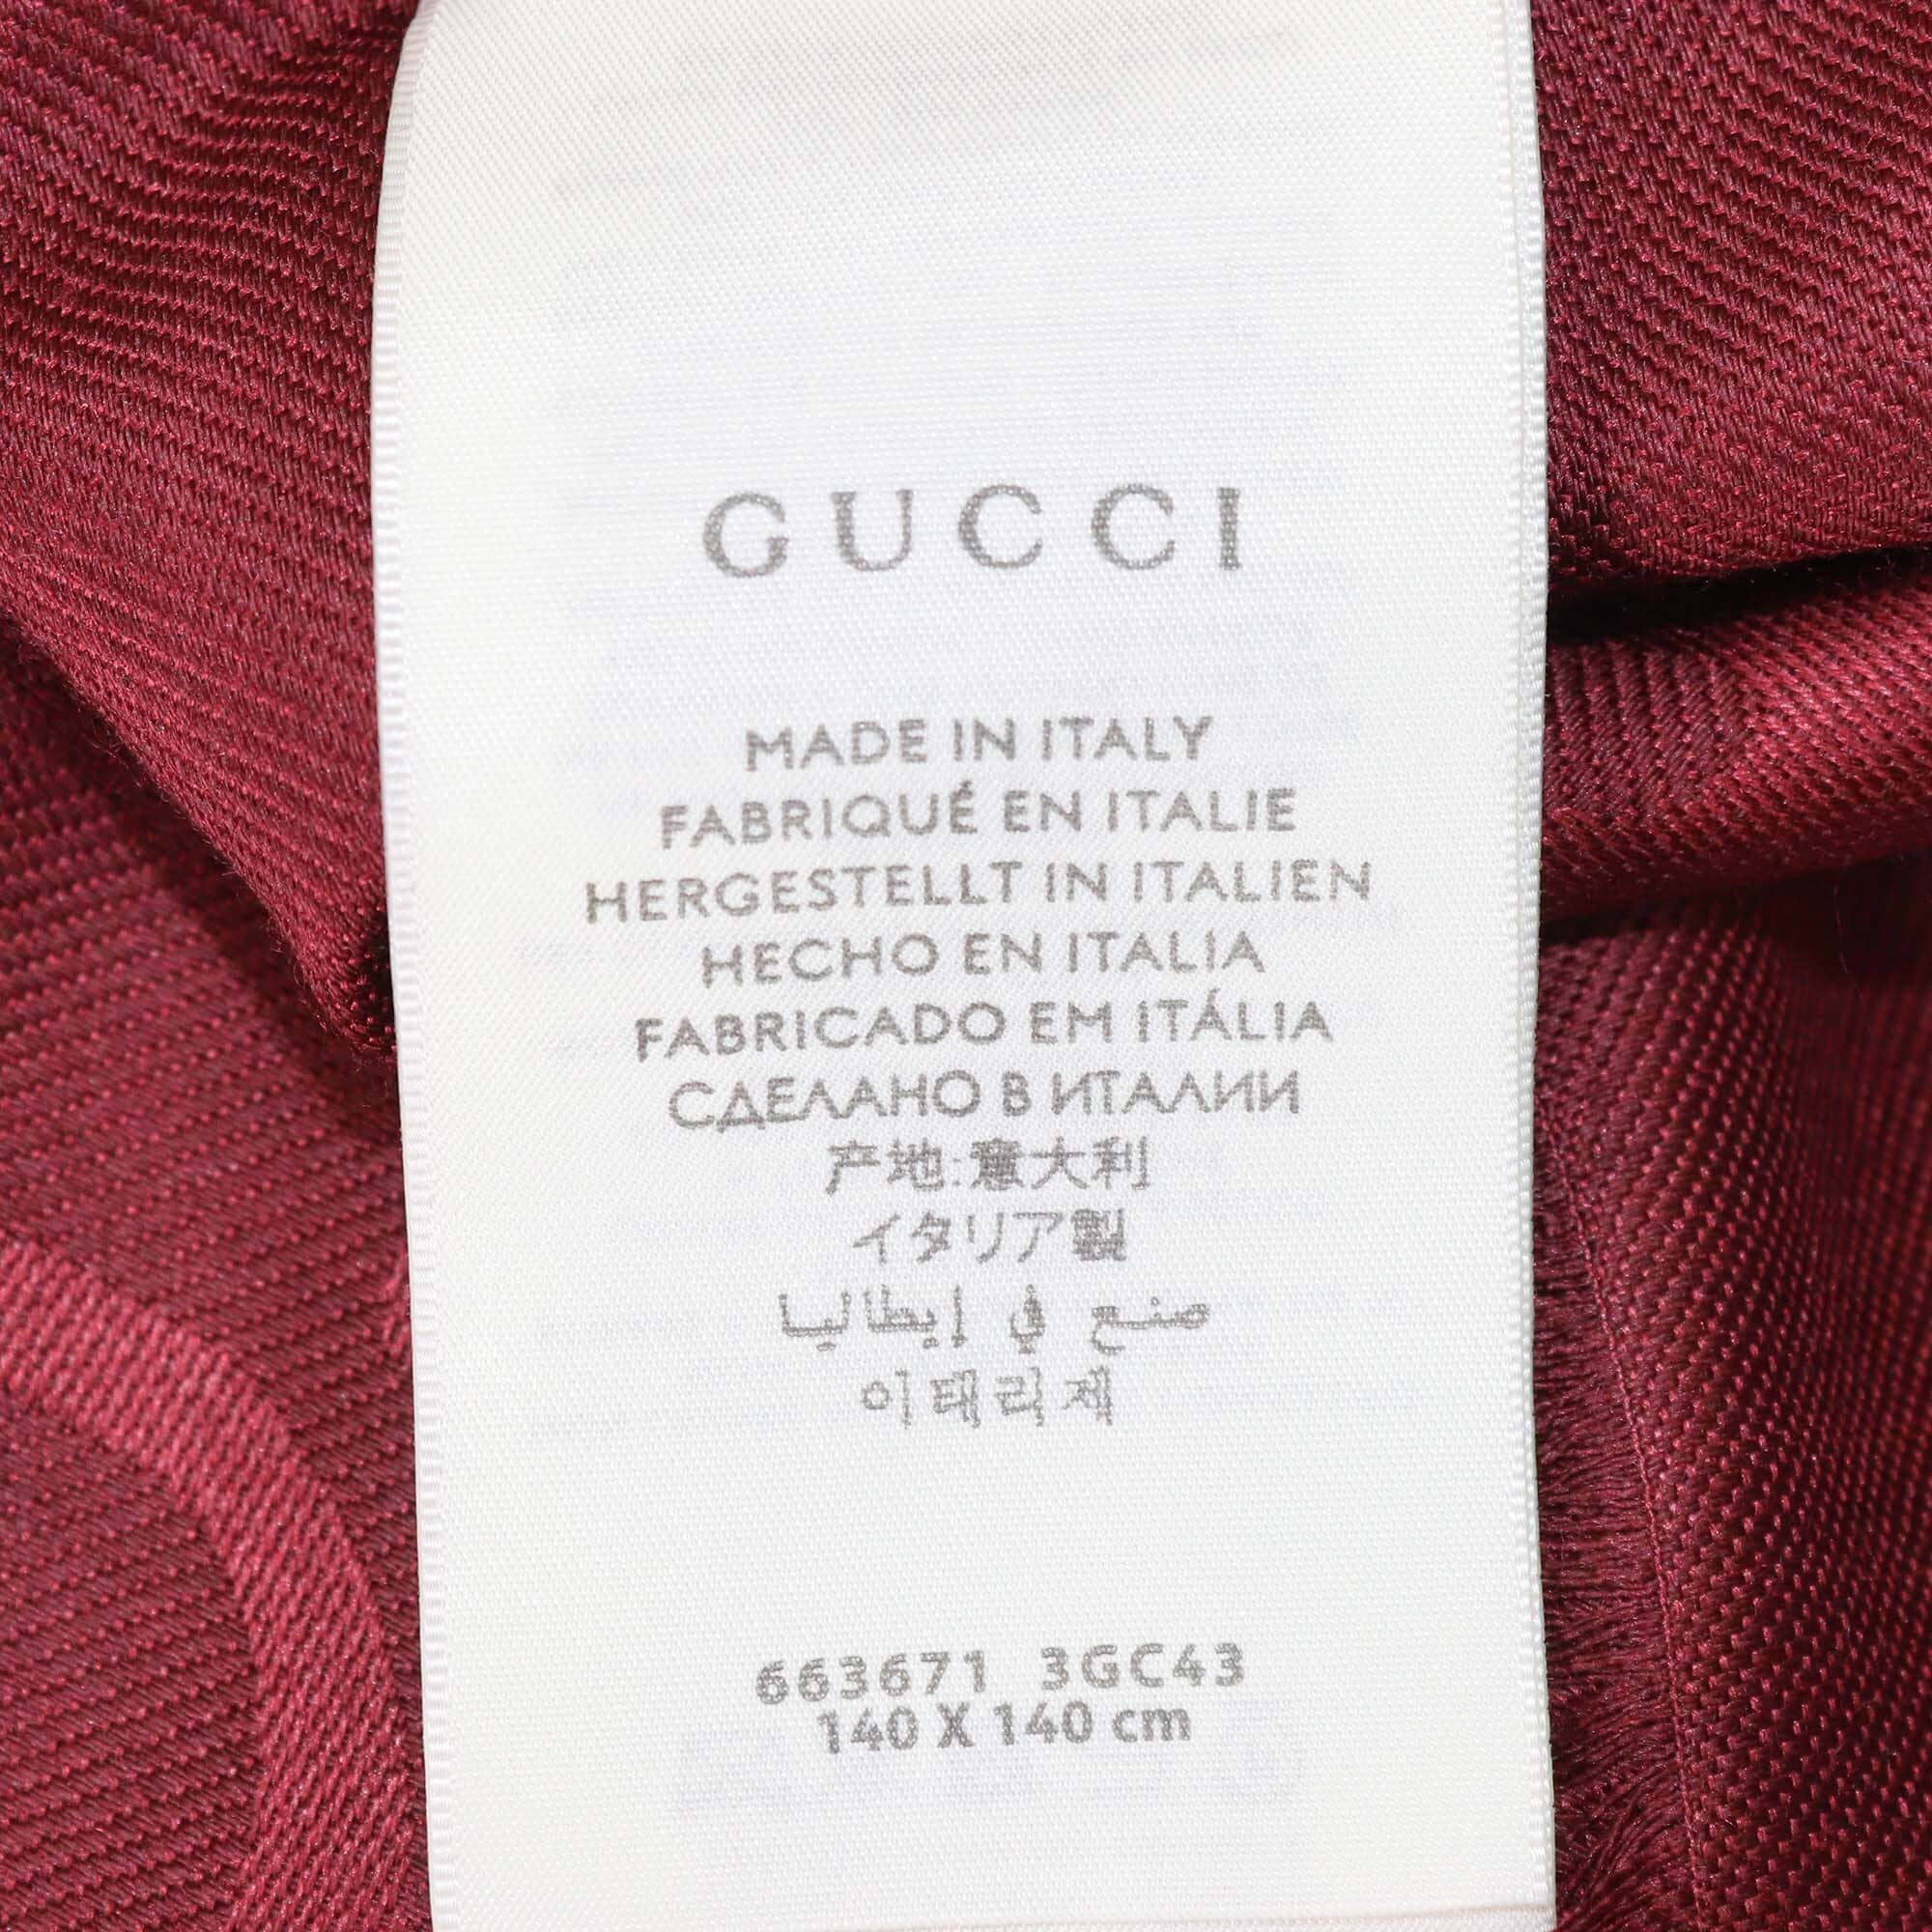 GUCCI
MADE IN ITALY
FABRIQUÉ EN ITALIE
HERGESTELLT IN ITALIEN
HECHO EN ITALIA
FABRICADO EM ITÁLIA
СДЕЛАНО В ИТАЛИИ
产地:意大利
イタリア製
صنع في إيطاليا
이태리제
663671 3GC43
140 X 140 cm